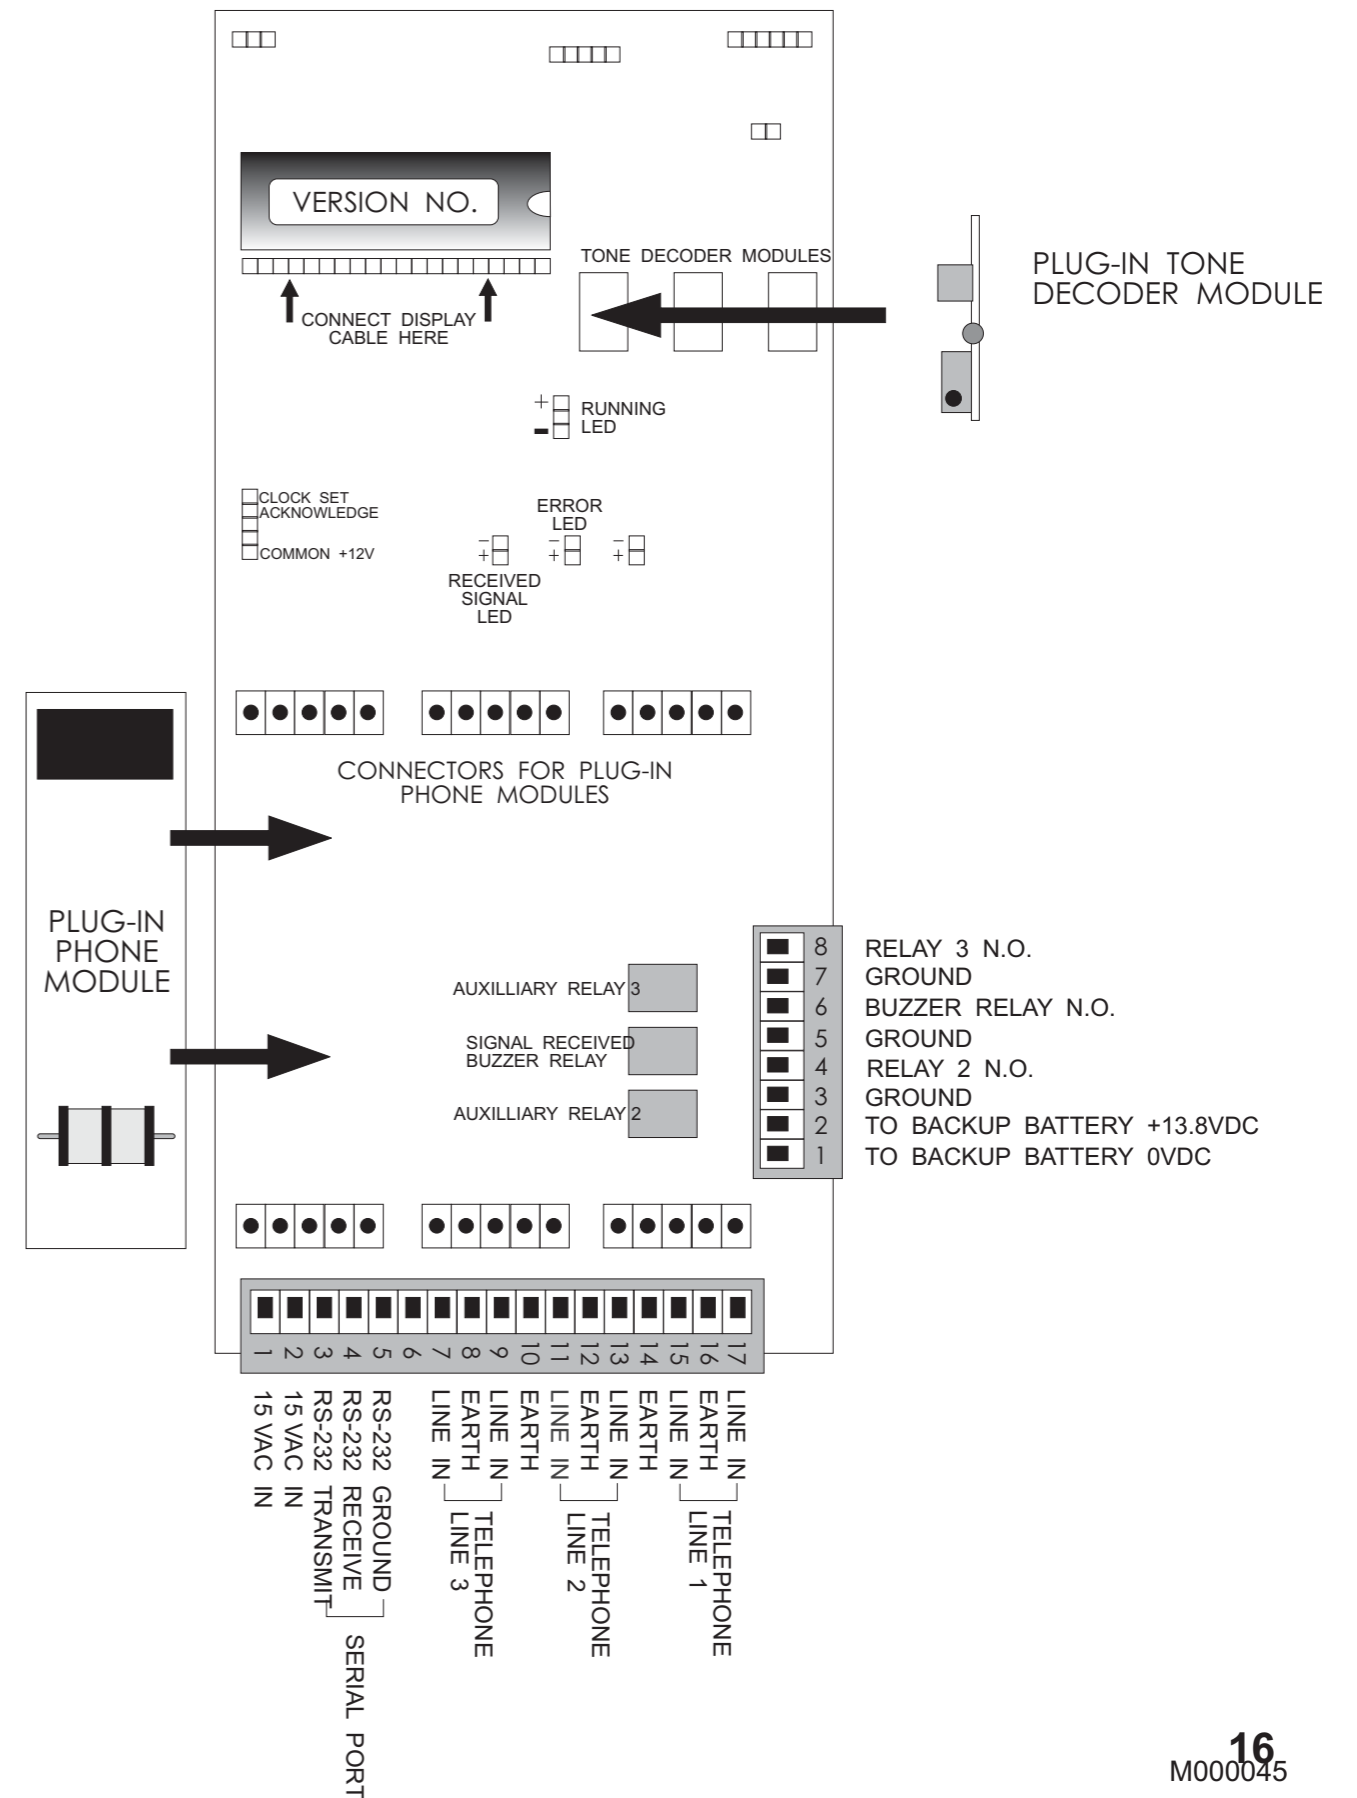 VERSION NO.
TONE DECODER MODULES
PLUG-IN TONE
DECODER MODULE
CONNECT DISPLAY
CABLE HERE
+
-
RUNNING
LED
CLOCK SET
ACKNOWLEDGE
COMMON +12V
ERROR
LED
- - -
+ + +
RECEIVED
SIGNAL
LED
CONNECTORS FOR PLUG-IN
PHONE MODULES
PLUG-IN
PHONE
MODULE
AUXILLIARY RELAY 3
SIGNAL RECEIVED
BUZZER RELAY
AUXILLIARY RELAY 2
8 RELAY 3 N.O.
7 GROUND
6 BUZZER RELAY N.O.
5 GROUND
4 RELAY 2 N.O.
3 GROUND
2 TO BACKUP BATTERY +13.8VDC
1 TO BACKUP BATTERY 0VDC
1 15 VAC IN
2 15 VAC IN
3 RS-232 TRANSMIT
4 RS-232 RECEIVE
5 RS-232 GROUND
6
7 LINE IN
8 EARTH
9 LINE IN
10 EARTH
11 LINE IN
12 EARTH
13 LINE IN
14 EARTH
15 LINE IN
16 EARTH
17 LINE IN
SERIAL PORT
TELEPHONE
LINE 3
TELEPHONE
LINE 2
TELEPHONE
LINE 1
16
M000045